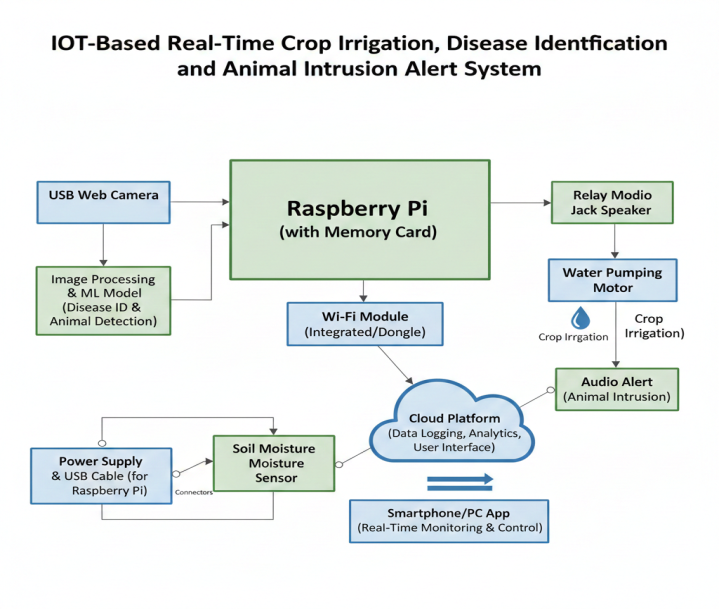 IOT-Based Real-Time Crop Irrigation, Disease Identfication
and Animal Intrusion Alert System
USB Web Camera
Raspberry Pi
(with Memory Card)
Relay Modio
Jack Speaker
Image Processing
& ML Model
(Disease ID &
Animal Detection)
Water Pumping
Motor
Wi-Fi Module
(Integrated/Dongle)
Crop Irrgation
Crop
Irrigation)
Audio Alert
(Animal Intrusion)
Cloud Platform
(Data Logging, Analytics,
User Interface)
Power Supply
& USB Cable (for
Raspberry Pi)
Connectors
Soil Moisture
Moisture
Sensor
Smartphone/PC App
(Real-Time Monitoring & Control)